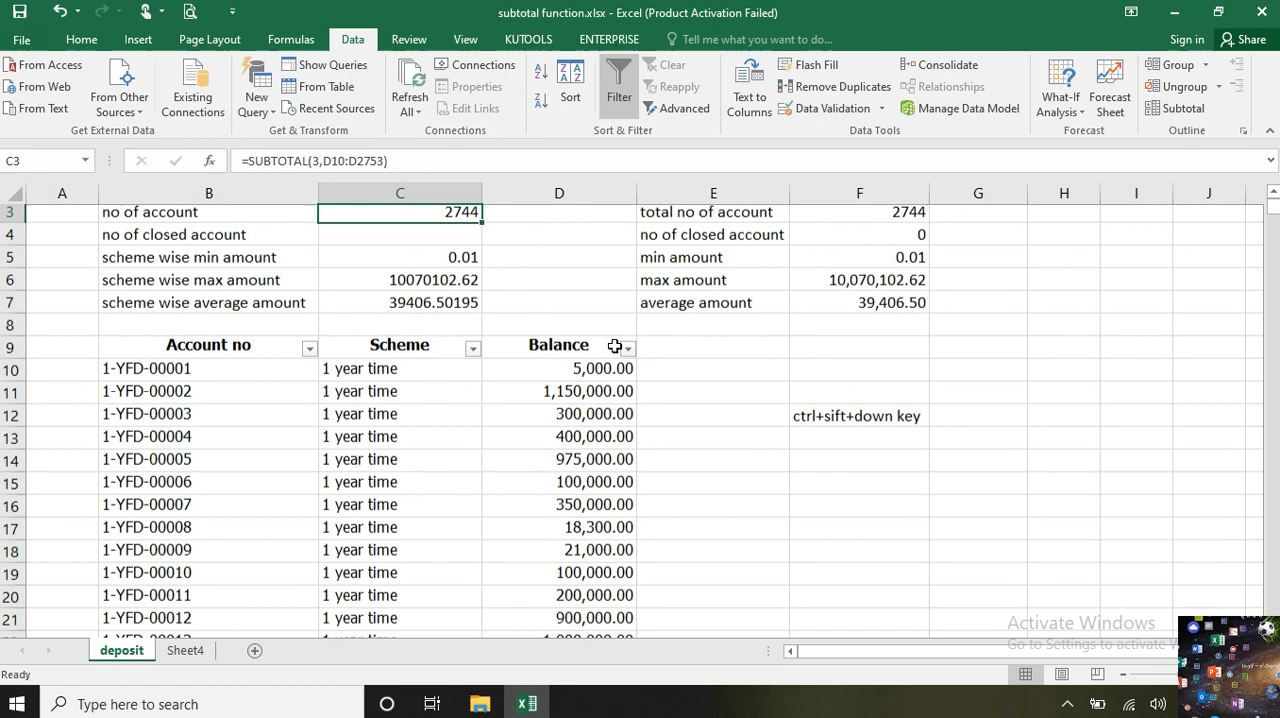 subtotal function.xlsx - Excel (Product Activation Failed)
File Home Insert Page Layout Formulas Data Review View KUTOOLS ENTERPRISE Tell me what you want to do... Sign in Share
From Access
From Web
From Text
From Other Sources
Existing Connections
Get External Data
New Query
Show Queries
From Table
Recent Sources
Get & Transform
Refresh All
Connections
Properties
Edit Links
Connections
Sort
Filter
Clear
Reapply
Advanced
Sort & Filter
Text to Columns
Flash Fill
Remove Duplicates
Data Validation
Consolidate
Relationships
Manage Data Model
Data Tools
What-If Analysis
Forecast Sheet
Forecast
Group
Ungroup
Subtotal
Outline
C3 fx =SUBTOTAL(3,D10:D2753)
A B C D E F G H I J
3 no of account 2744 total no of account 2744
4 no of closed account no of closed account 0
5 scheme wise min amount 0.01 min amount 0.01
6 scheme wise max amount 10070102.62 max amount 10,070,102.62
7 scheme wise average amount 39406.50195 average amount 39,406.50
8
9 Account no Scheme Balance
10 1-YFD-00001 1 year time 5,000.00
11 1-YFD-00002 1 year time 1,150,000.00
12 1-YFD-00003 1 year time 300,000.00 ctrl+sift+down key
13 1-YFD-00004 1 year time 400,000.00
14 1-YFD-00005 1 year time 975,000.00
15 1-YFD-00006 1 year time 100,000.00
16 1-YFD-00007 1 year time 350,000.00
17 1-YFD-00008 1 year time 18,300.00
18 1-YFD-00009 1 year time 21,000.00
19 1-YFD-00010 1 year time 100,000.00
20 1-YFD-00011 1 year time 200,000.00
21 1-YFD-00012 1 year time 900,000.00
Activate Windows
Go to Settings to activate
deposit Sheet4
Ready
Type here to search